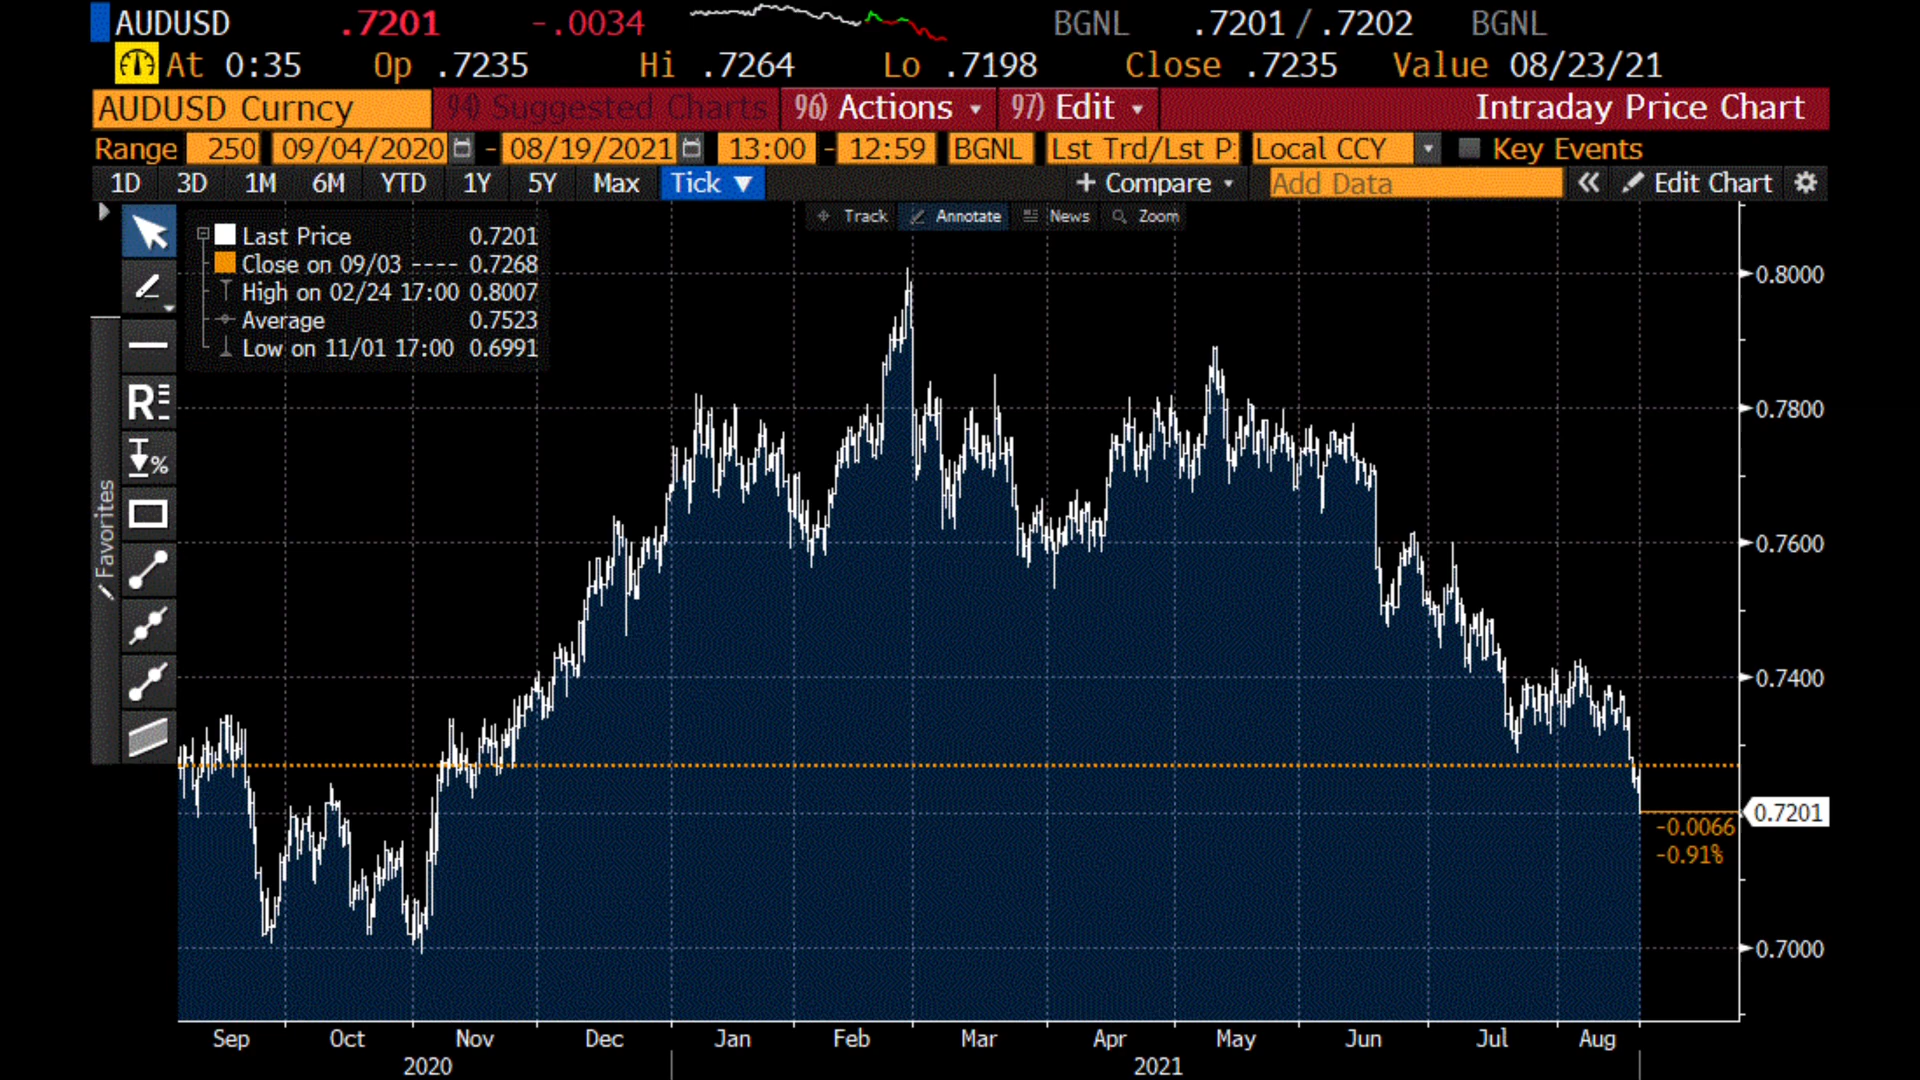 AUDUSD .7201 -.0034 BGNL .7201 / .7202 BGNL
At 0:35 Op .7235 Hi .7264 Lo .7198 Close .7235 Value 08/23/21
AUDUSD Curncy 94) Suggested Charts 96) Actions 97) Edit Intraday Price Chart
Range 250 09/04/2020 - 08/19/2021 13:00 - 12:59 BGNL Lst Trd/Lst P: Local CCY Key Events
1D 3D 1M 6M YTD 1Y 5Y Max Tick ▼ + Compare Add Data « Edit Chart
Track Annotate News Zoom
Last Price 0.7201
Close on 09/03 ---- 0.7268
High on 02/24 17:00 0.8007
Average 0.7523
Low on 11/01 17:00 0.6991
R
%
Favorites
0.8000
0.7800
0.7600
0.7400
0.7201
-0.0066
-0.91%
0.7000
Sep Oct Nov Dec Jan Feb Mar Apr May Jun Jul Aug
2020 2021